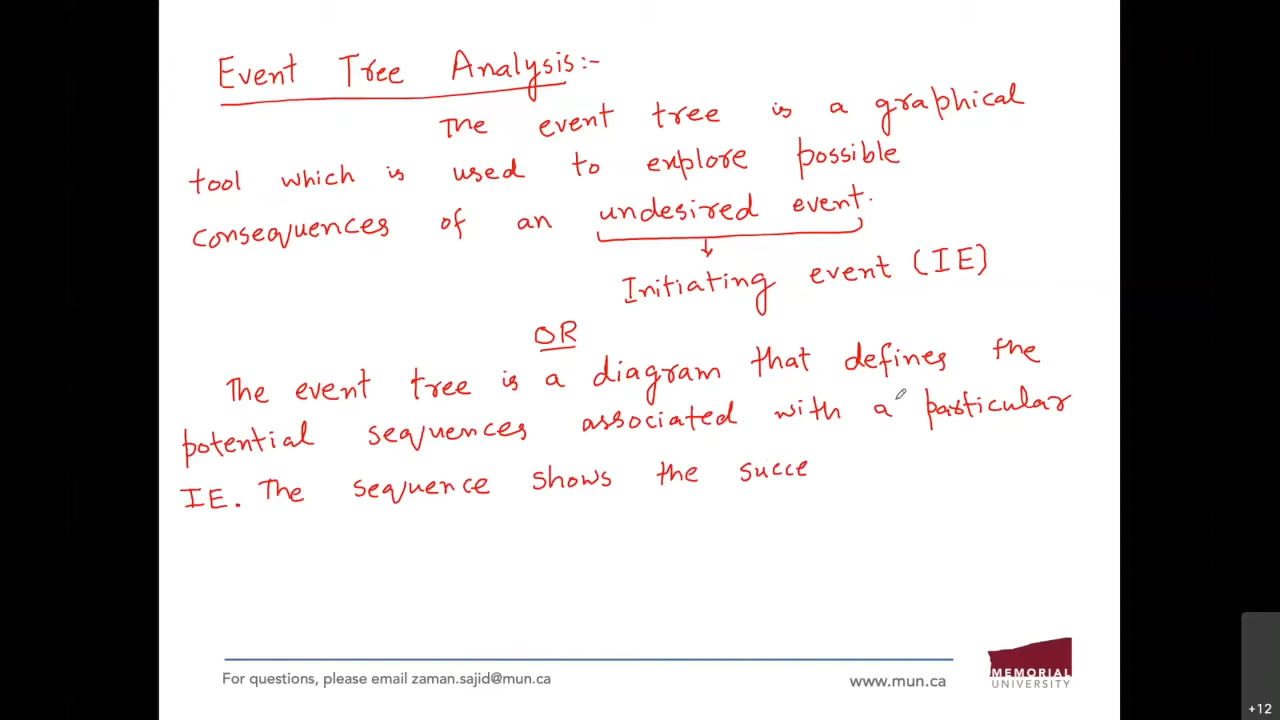 Event Tree Analysis:-
The event tree is a graphical
tool which is used to explore possible
consequences of an undesired event.
Initiating event (IE)
OR
The event tree is a diagram that defines the
potential sequences associated with a particular
IE. The sequence shows the succe
For questions, please email zaman.sajid@mun.ca
www.mun.ca
MEMORIAL
UNIVERSITY
+12